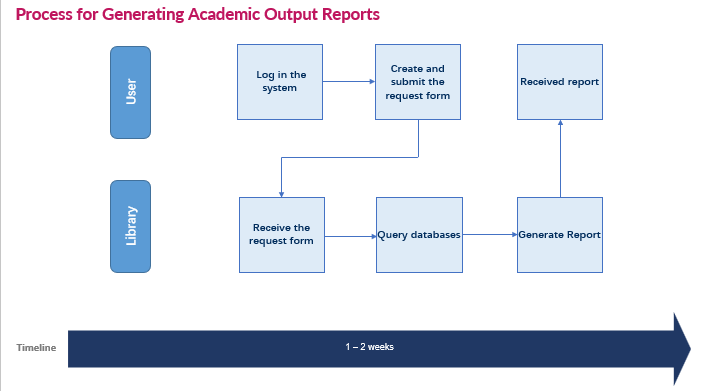 Process for Generating Academic Output Reports
User
Log in the
system
Create and
submit the
request form
Received report
Library
Receive the
request form
Query databases
Generate Report
Timeline
1 – 2 weeks